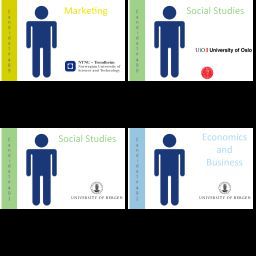 Marketing
NTNU – Trondheim
Norwegian University of
Science and Technology
Social Studies
UiO
University of Oslo
Social Studies
UNIVERSITY OF BERGEN
Economics
and
Business
UNIVERSITY OF BERGEN